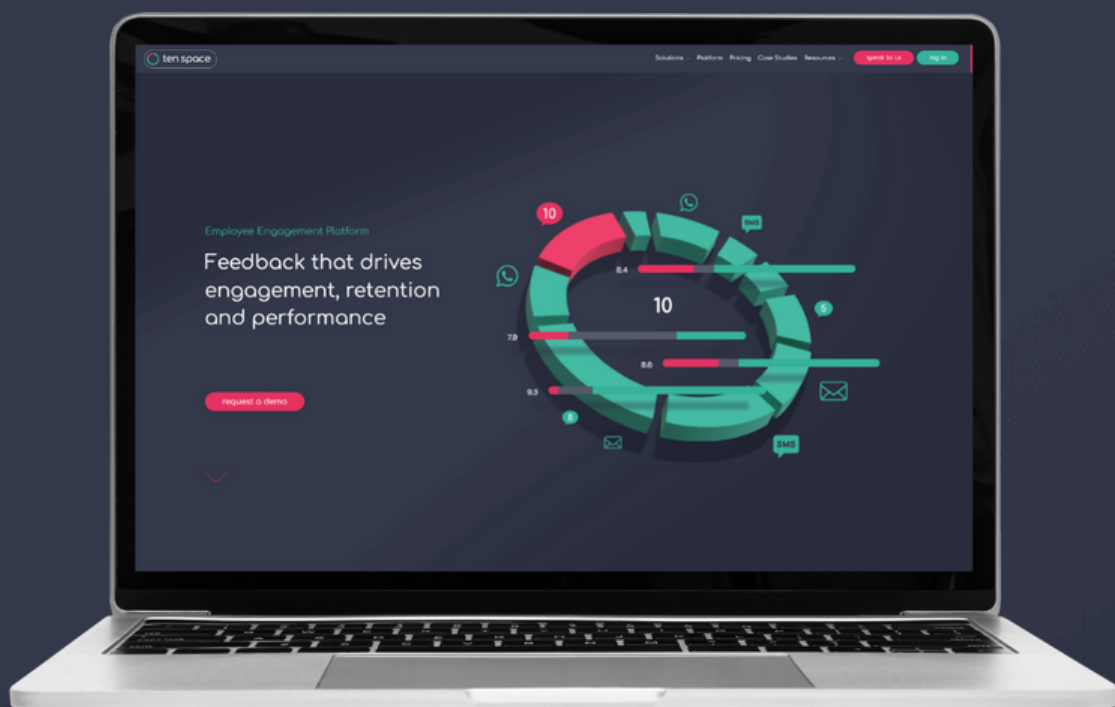 ten space
Solutions Platform Pricing Case Studies Resources speak to us log in
Employee Engagement Platform
Feedback that drives
engagement, retention
and performance
request a demo
10
SMS
8.4
10
5
7.9
8.6
9.3
6
SMS